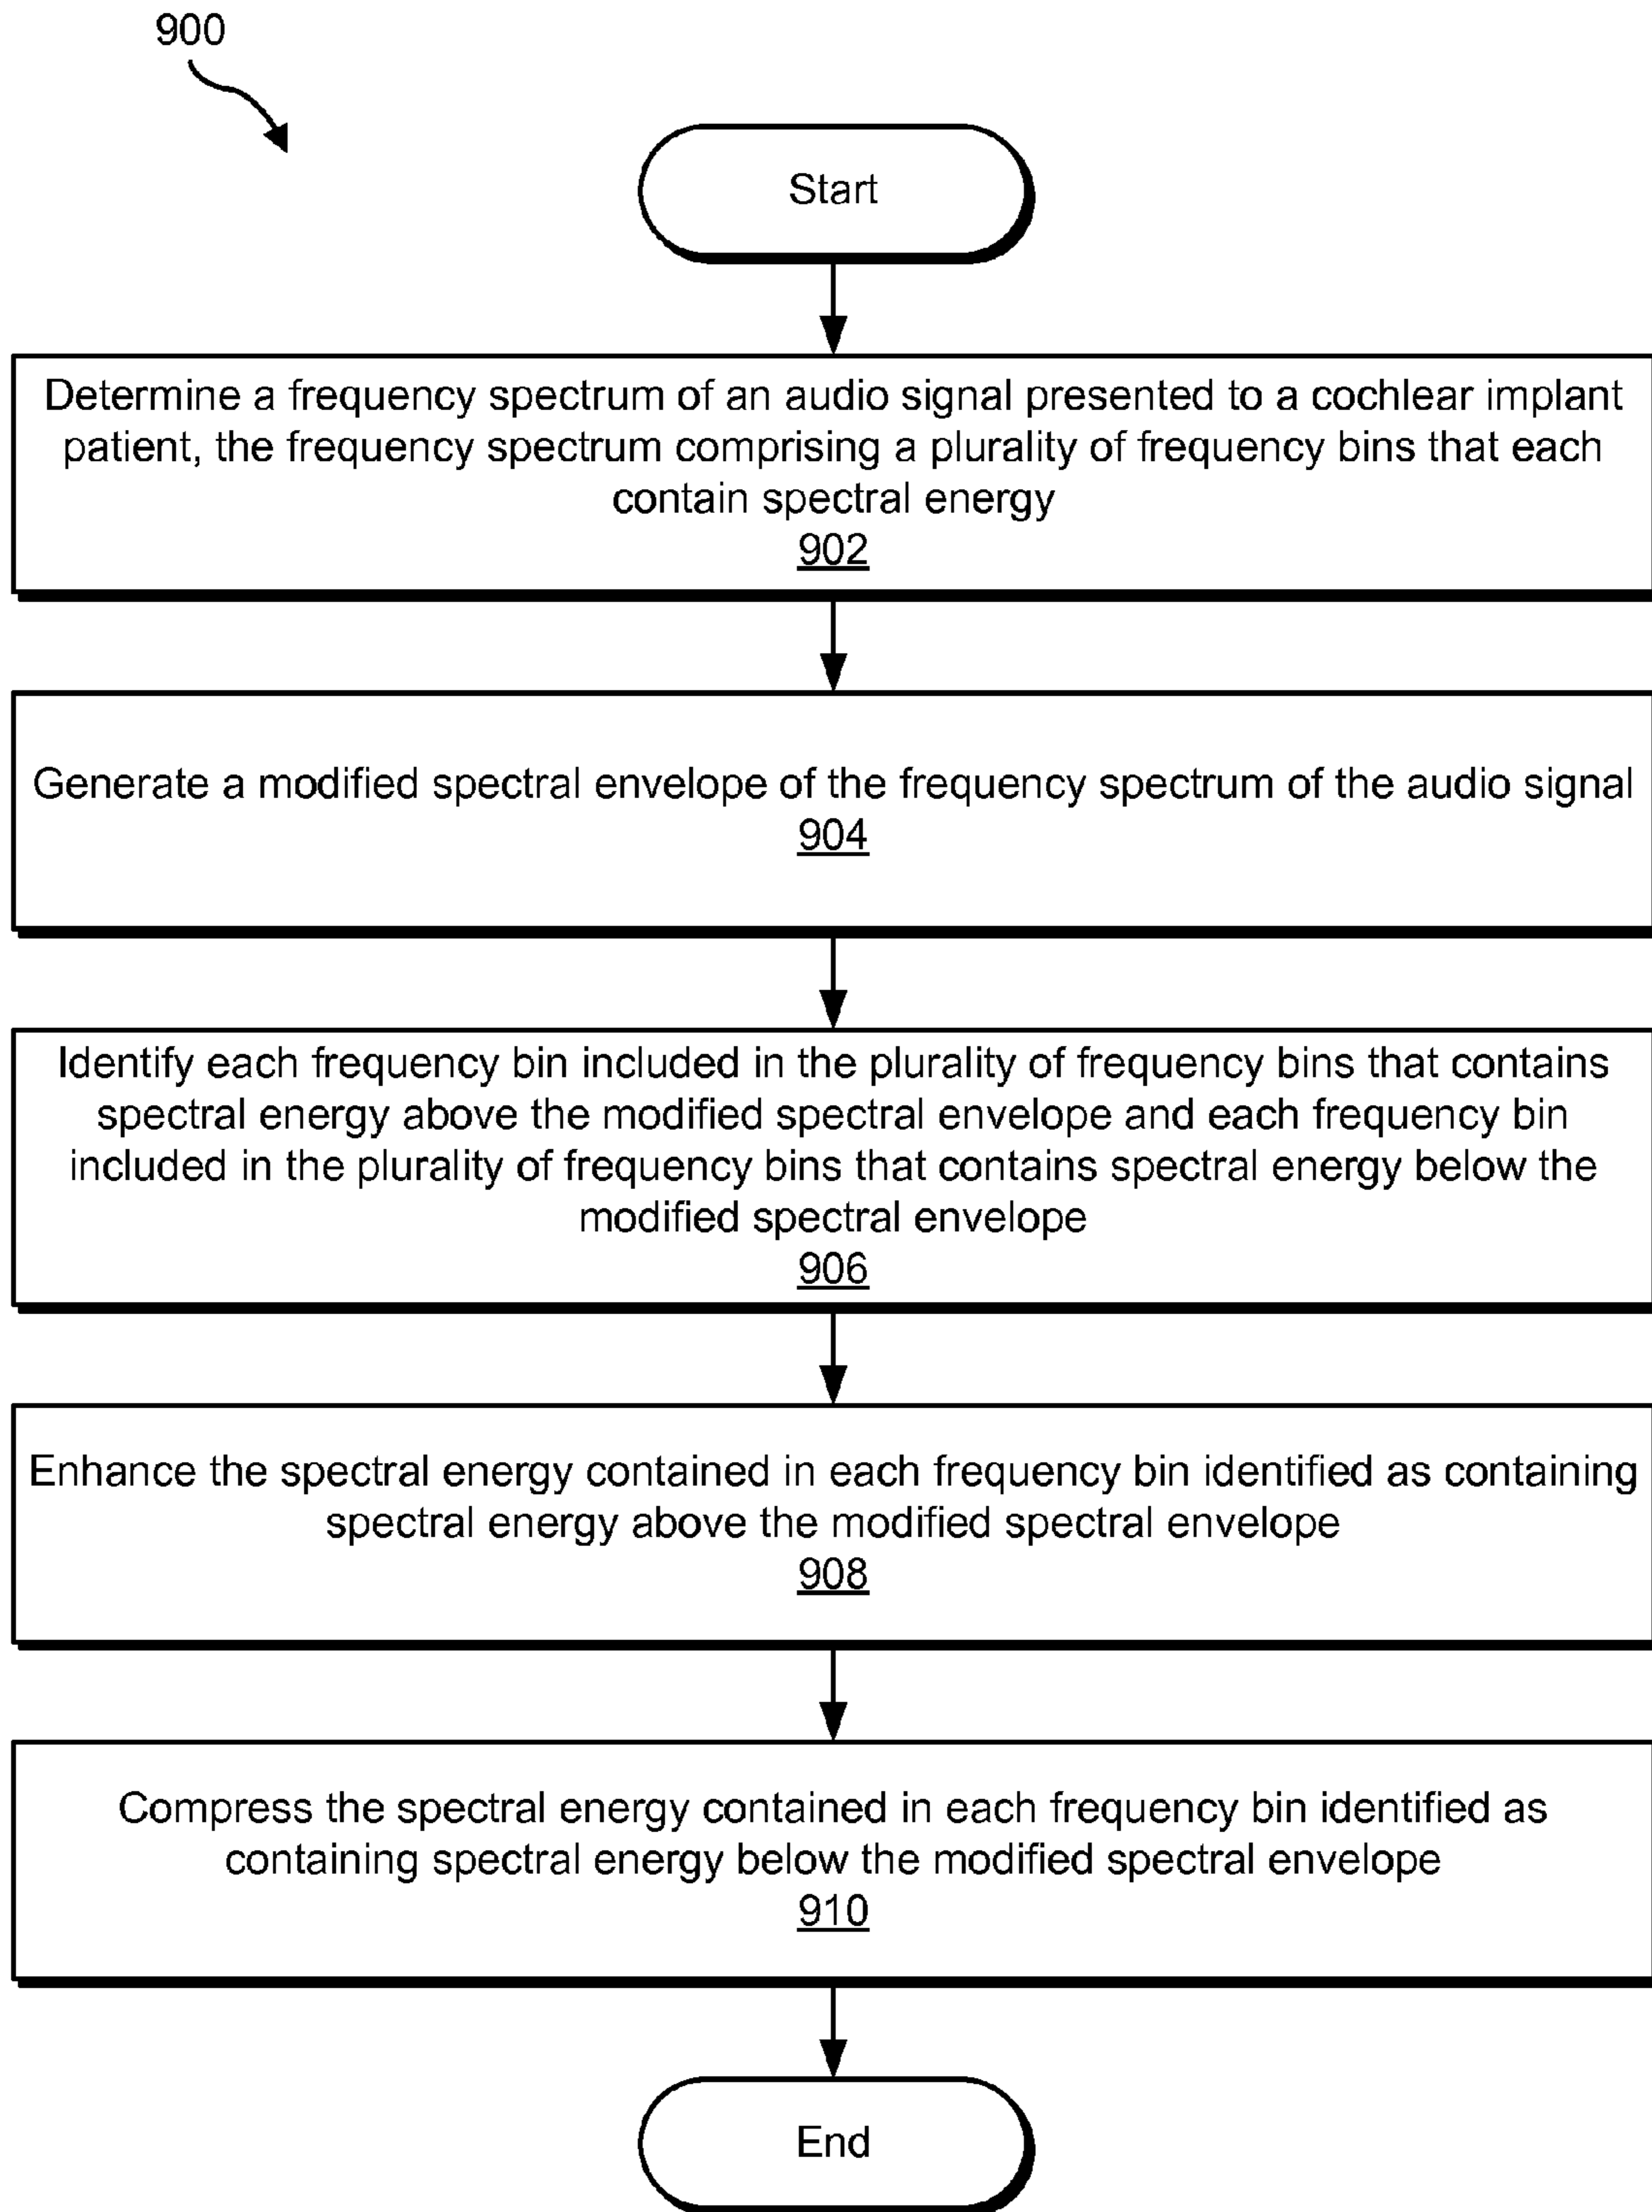 900
Start
Determine a frequency spectrum of an audio signal presented to a cochlear implant
patient, the frequency spectrum comprising a plurality of frequency bins that each
contain spectral energy
902
Generate a modified spectral envelope of the frequency spectrum of the audio signal
904
Identify each frequency bin included in the plurality of frequency bins that contains
spectral energy above the modified spectral envelope and each frequency bin
included in the plurality of frequency bins that contains spectral energy below the
modified spectral envelope
906
Enhance the spectral energy contained in each frequency bin identified as containing
spectral energy above the modified spectral envelope
908
Compress the spectral energy contained in each frequency bin identified as
containing spectral energy below the modified spectral envelope
910
End